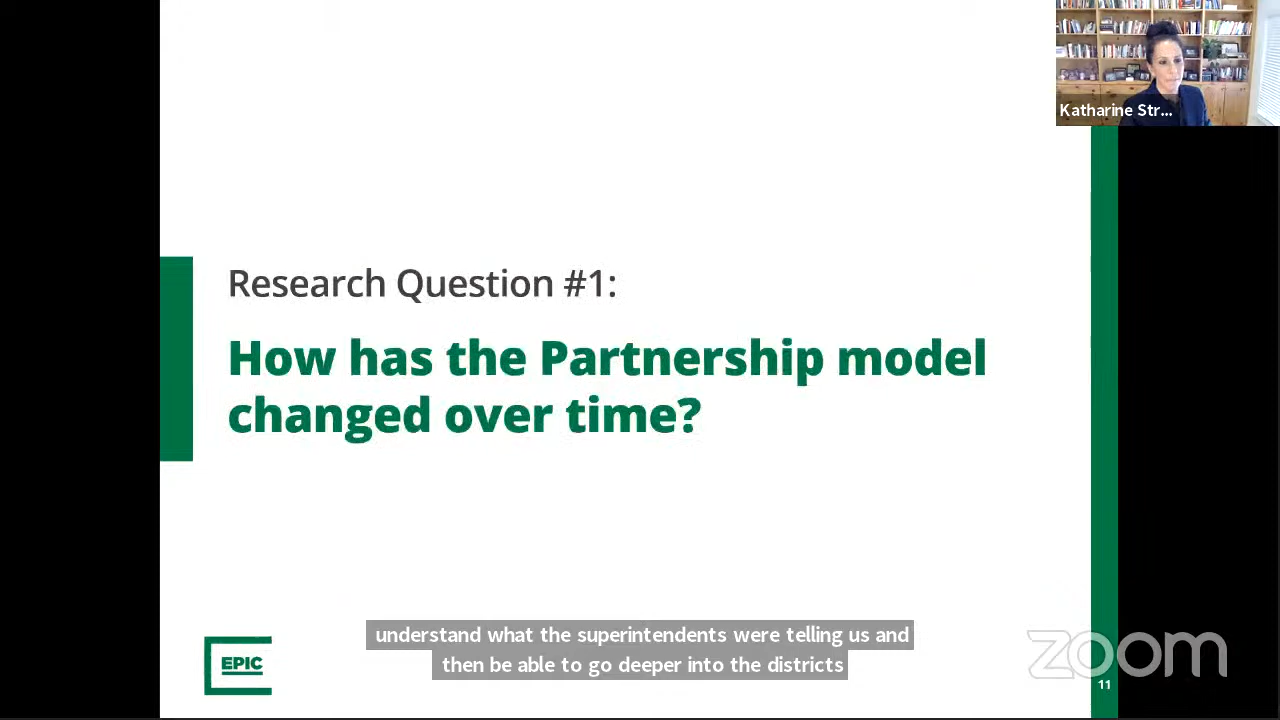 Katharine Str...
Research Question #1:
How has the Partnership model
changed over time?
understand what the superintendents were telling us and
then be able to go deeper into the districts
EPIC
zoom
11